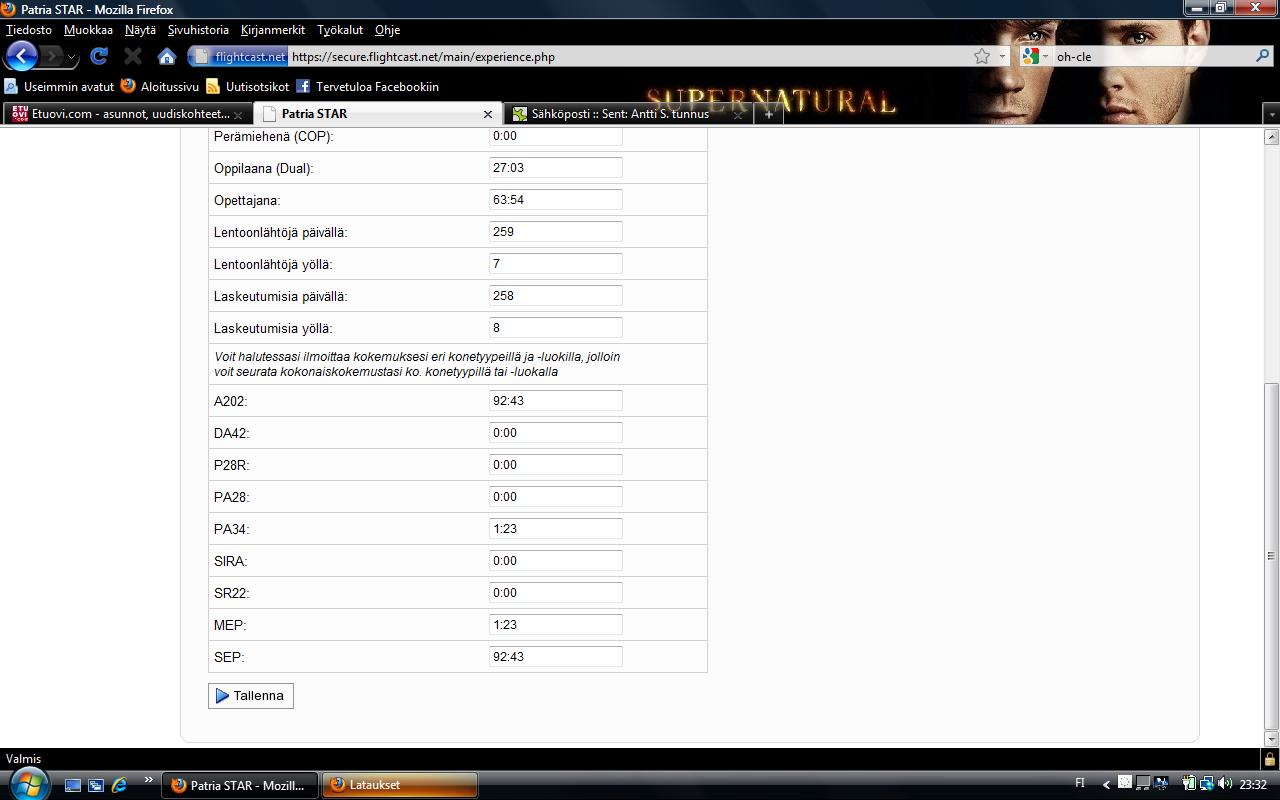 Patria STAR - Mozilla Firefox
Tiedosto Muokkaa Näytä Sivuhistoria Kirjanmerkit Työkalut Ohje
flightcast.net https://secure.flightcast.net/main/experience.php oh-cle
Useimmin avatut Aloitussivu Uutisotsikot Tervetuloa Facebookiin
SUPERNATURAL
ETUOVI.COM Etuovi.com - asunnot, uudiskohteet... Patria STAR Sähköposti :: Sent: Antti S. tunnus
Perämiehenä (COP): 0:00
Oppilaana (Dual): 27:03
Opettajana: 63:54
Lentoonlähtöjä päivällä: 259
Lentoonlähtöjä yöllä: 7
Laskeutumisia päivällä: 258
Laskeutumisia yöllä: 8
Voit halutessasi ilmoittaa kokemuksesi eri konetyypeillä ja -luokilla, jolloin
voit seurata kokonaiskokemustasi ko. konetyypillä tai -luokalla
A202: 92:43
DA42: 0:00
P28R: 0:00
PA28: 0:00
PA34: 1:23
SIRA: 0:00
SR22: 0:00
MEP: 1:23
SEP: 92:43
Tallenna
Valmis
Patria STAR - Mozill... Lataukset FI 23:32